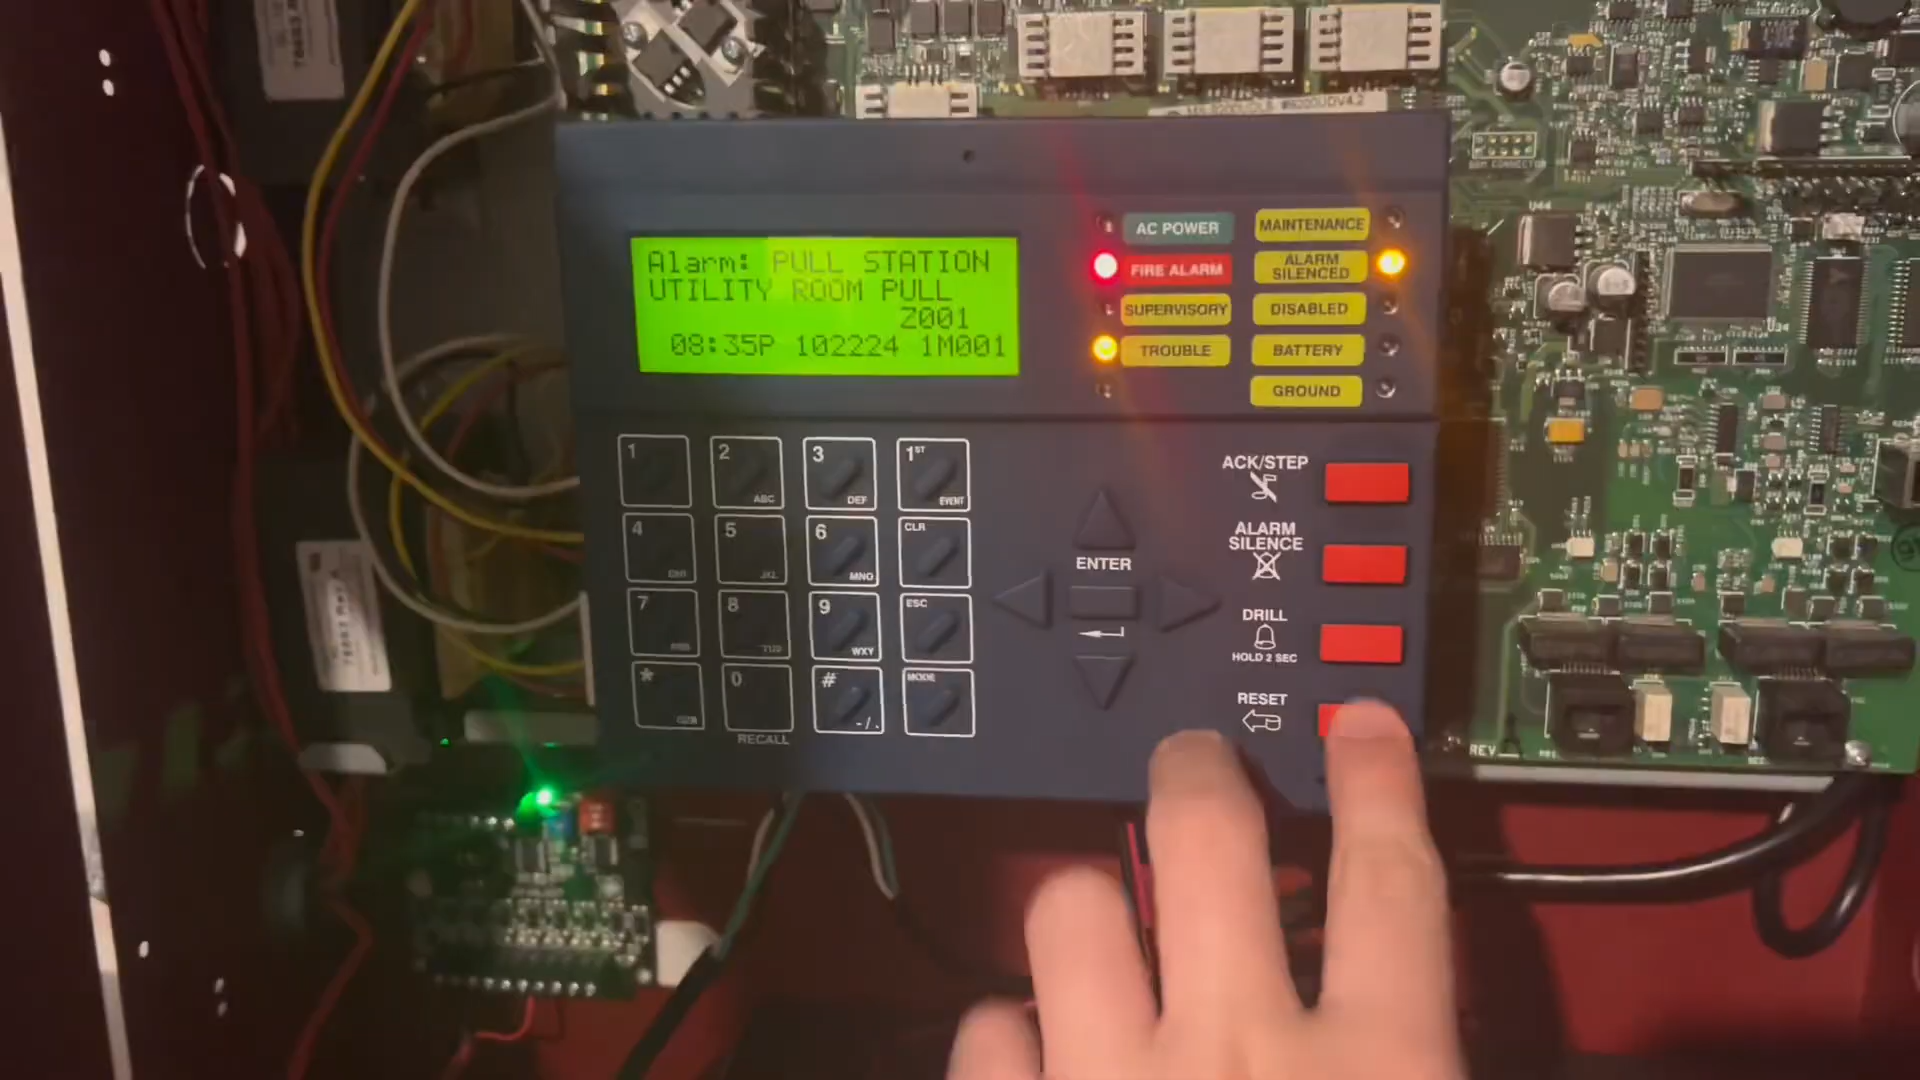 Alarm: PULL STATION
UTILITY ROOM PULL
Z001
08:35P 102224 1M001
AC POWER
FIRE ALARM
SUPERVISORY
TROUBLE
MAINTENANCE
ALARM
SILENCED
DISABLED
BATTERY
GROUND
1
2
ABC
3
DEF
1ST
EVENT
4
5
JKL
6
MNO
CLR
7
8
TUV
9
WXY
ESC
*
0
RECALL
#
-/.
MODE
ENTER
ACK/STEP
ALARM
SILENCE
DRILL
HOLD 2 SEC
RESET
REV
U44